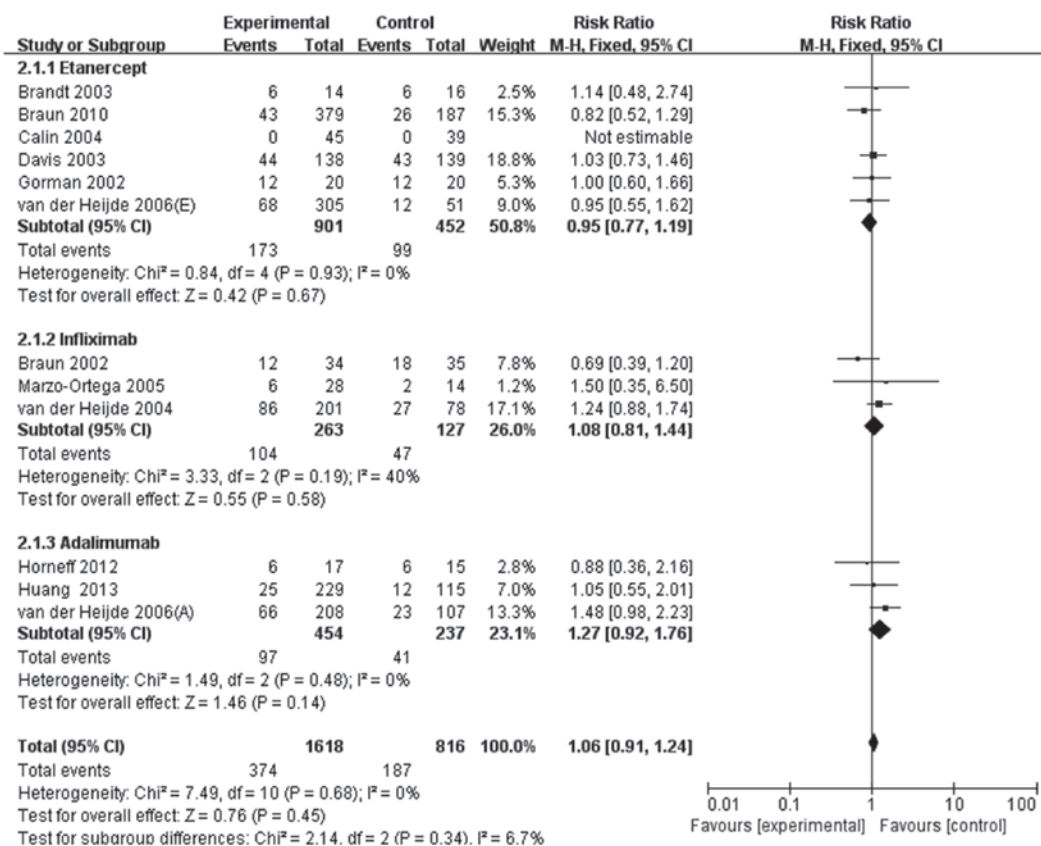 Experimental Control Risk Ratio Risk Ratio
Study or Subgroup Events Total Events Total Weight M-H, Fixed, 95% CI M-H, Fixed, 95% CI
2.1.1 Etanercept
Brandt 2003 6 14 6 16 2.5% 1.14 [0.48, 2.74]
Braun 2010 43 379 26 187 15.3% 0.82 [0.52, 1.29]
Calin 2004 0 45 0 39 Not estimable
Davis 2003 44 138 43 139 18.8% 1.03 [0.73, 1.46]
Gorman 2002 12 20 12 20 5.3% 1.00 [0.60, 1.66]
van der Heijde 2006(E) 68 305 12 51 9.0% 0.95 [0.55, 1.62]
Subtotal (95% CI) 901 452 50.8% 0.95 [0.77, 1.19]
Total events 173 99
Heterogeneity: Chi² = 0.84, df = 4 (P = 0.93); I² = 0%
Test for overall effect: Z = 0.42 (P = 0.67)
2.1.2 Infliximab
Braun 2002 12 34 18 35 7.8% 0.69 [0.39, 1.20]
Marzo-Ortega 2005 6 28 2 14 1.2% 1.50 [0.35, 6.50]
van der Heijde 2004 86 201 27 78 17.1% 1.24 [0.88, 1.74]
Subtotal (95% CI) 263 127 26.0% 1.08 [0.81, 1.44]
Total events 104 47
Heterogeneity: Chi² = 3.33, df = 2 (P = 0.19); I² = 40%
Test for overall effect: Z = 0.55 (P = 0.58)
2.1.3 Adalimumab
Horneff 2012 6 17 6 15 2.8% 0.88 [0.36, 2.16]
Huang 2013 25 229 12 115 7.0% 1.05 [0.55, 2.01]
van der Heijde 2006(A) 66 208 23 107 13.3% 1.48 [0.98, 2.23]
Subtotal (95% CI) 454 237 23.1% 1.27 [0.92, 1.76]
Total events 97 41
Heterogeneity: Chi² = 1.49, df = 2 (P = 0.48); I² = 0%
Test for overall effect: Z = 1.46 (P = 0.14)
Total (95% CI) 1618 816 100.0% 1.06 [0.91, 1.24]
Total events 374 187
Heterogeneity: Chi² = 7.49, df = 10 (P = 0.68); I² = 0%
Test for overall effect: Z = 0.76 (P = 0.45)
Test for subgroup differences: Chi² = 2.14, df = 2 (P = 0.34), I² = 6.7%
0.01 0.1 1 10 100
Favours [experimental] Favours [control]